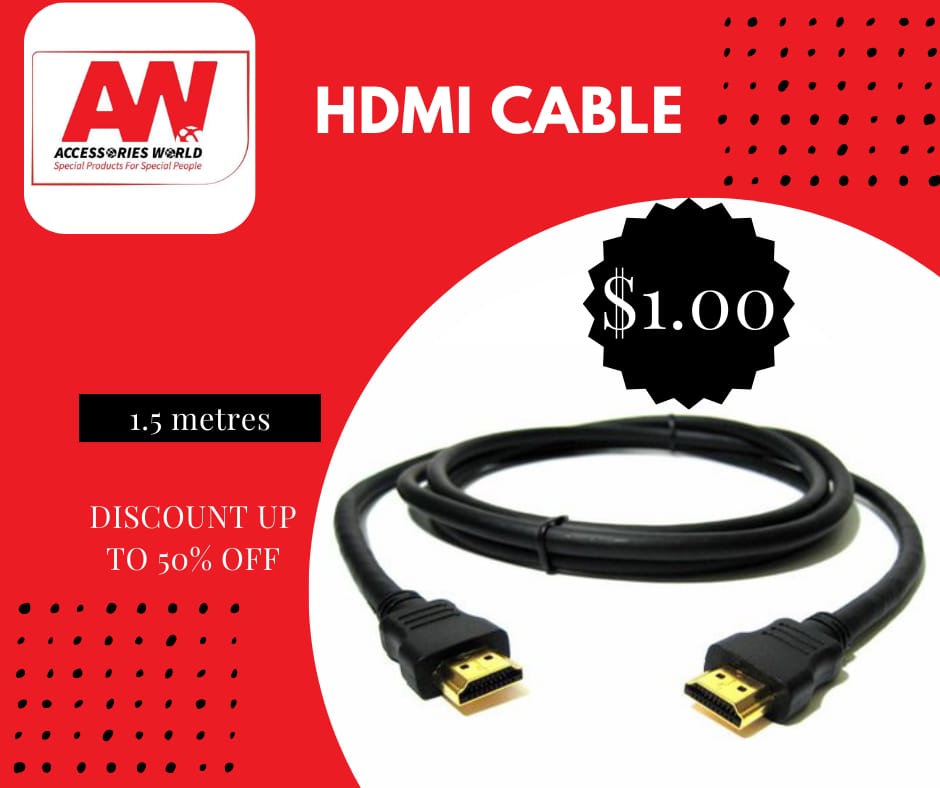 AW
ACCESSORIES WORLD
Special Products For Special People
HDMI CABLE
$1.00
1.5 metres
DISCOUNT UP
TO 50% OFF